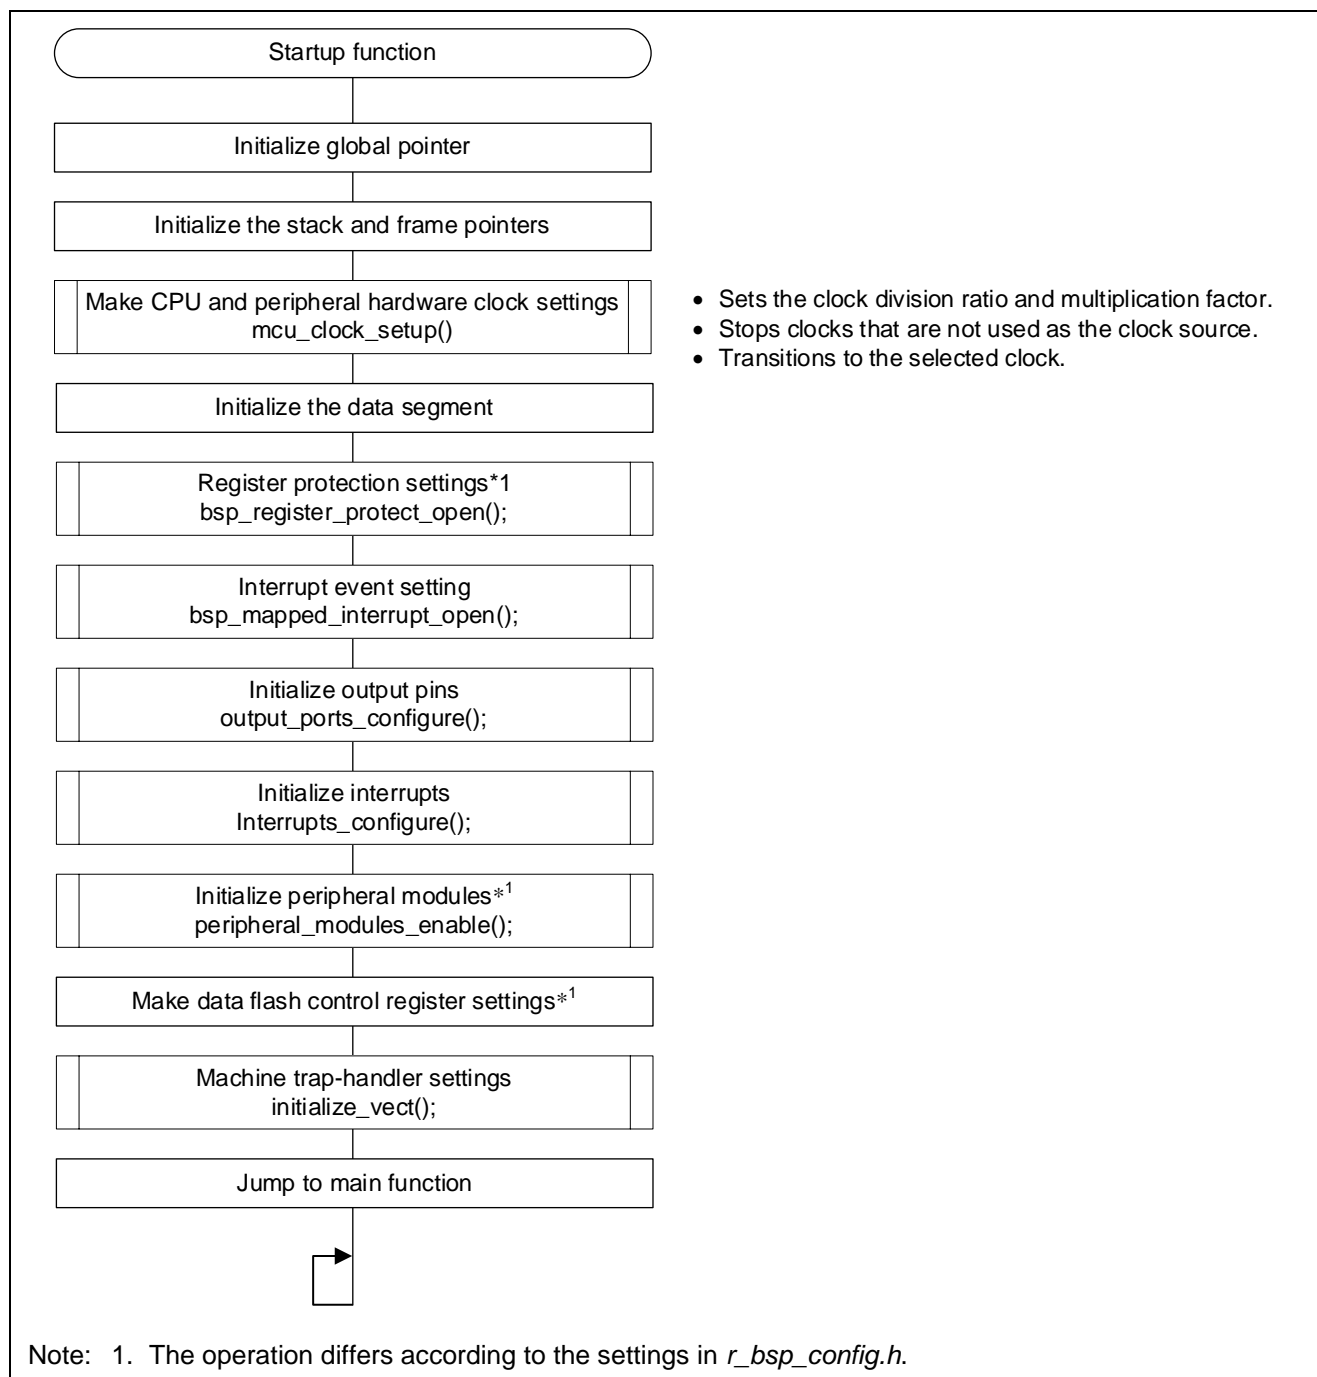 Startup function
Initialize global pointer
Initialize the stack and frame pointers
Make CPU and peripheral hardware clock settings
mcu_clock_setup()
• Sets the clock division ratio and multiplication factor.
• Stops clocks that are not used as the clock source.
• Transitions to the selected clock.
Initialize the data segment
Register protection settings*1
bsp_register_protect_open();
Interrupt event setting
bsp_mapped_interrupt_open();
Initialize output pins
output_ports_configure();
Initialize interrupts
Interrupts_configure();
Initialize peripheral modules*1
peripheral_modules_enable();
Make data flash control register settings*1
Machine trap-handler settings
initialize_vect();
Jump to main function
Note: 1. The operation differs according to the settings in r_bsp_config.h.